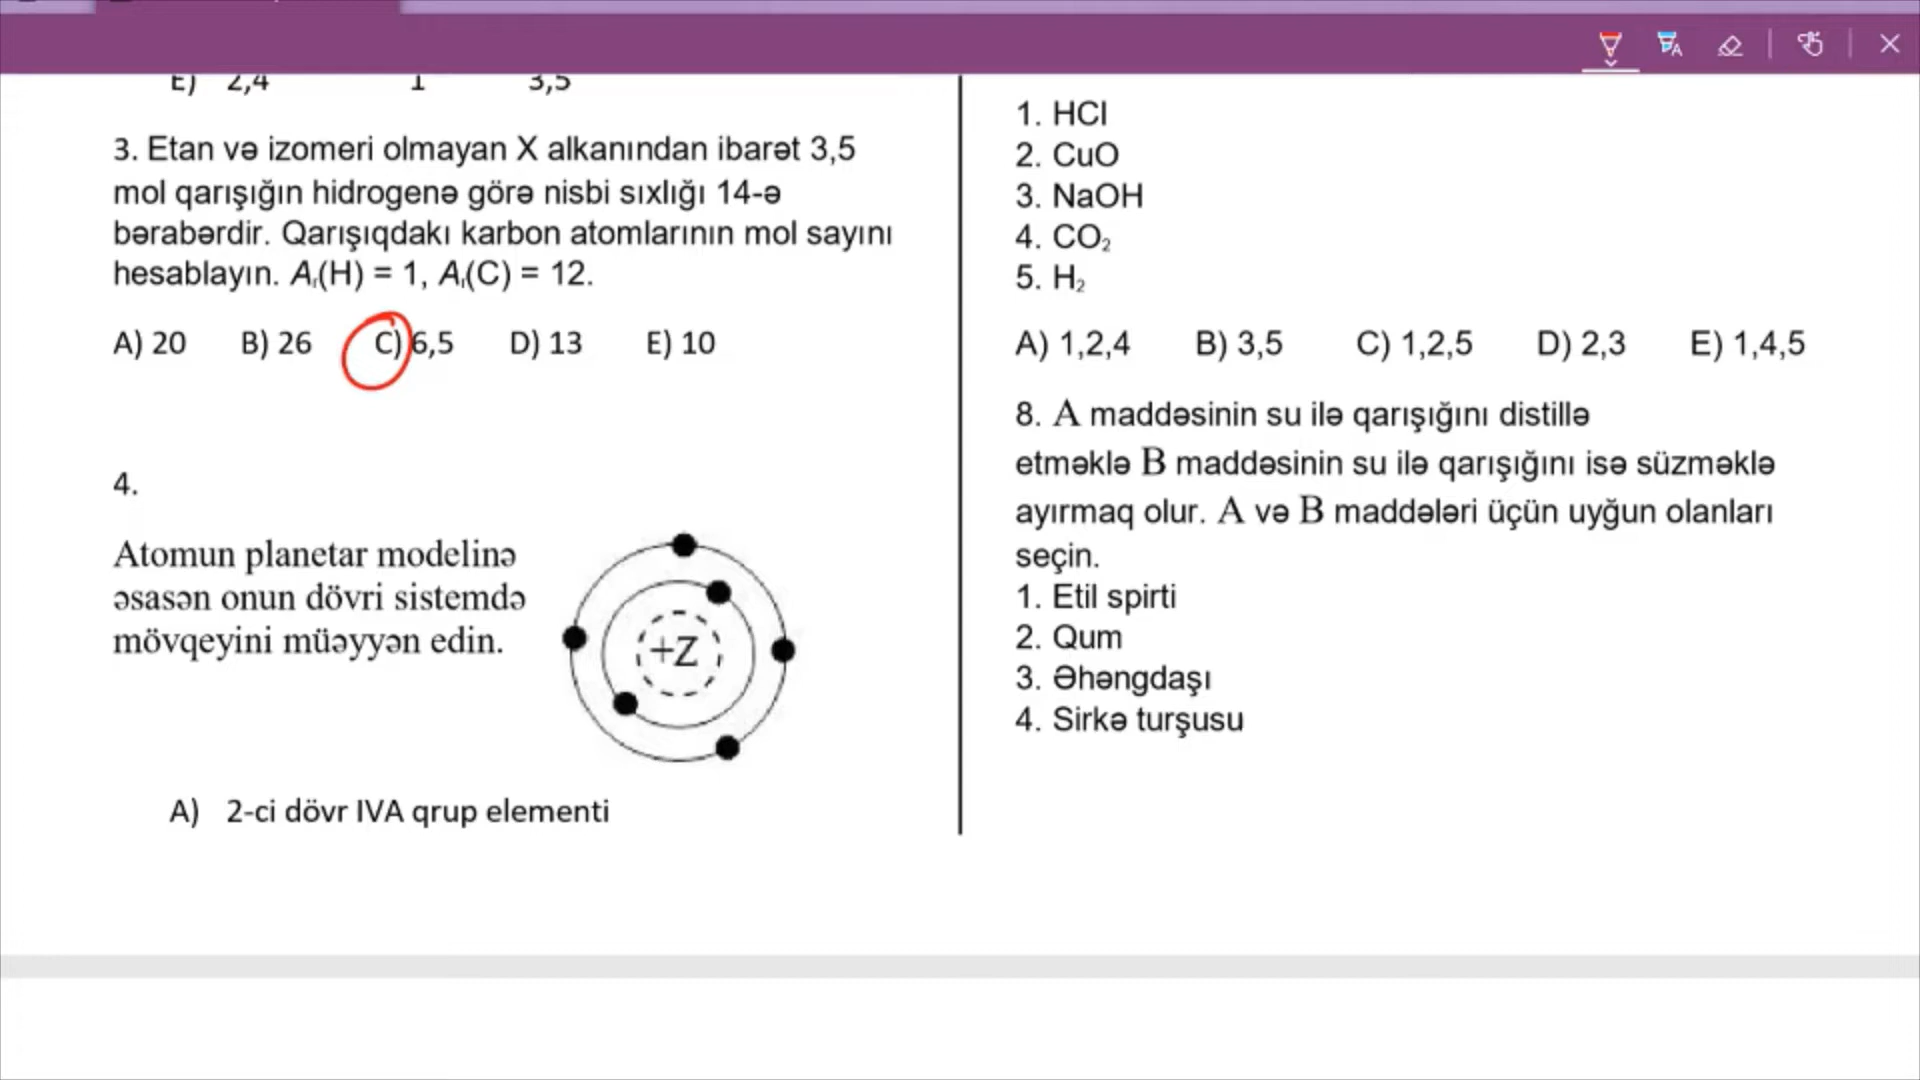 E) 2,4 1 3,5
3. Etan və izomeri olmayan X alkanından ibarət 3,5
mol qarışığın hidrogenə görə nisbi sıxlığı 14-ə
bərabərdir. Qarışıqdakı karbon atomlarının mol sayını
hesablayın. Aᵣ(H) = 1, Aᵣ(C) = 12.
A) 20 B) 26 C) 6,5 D) 13 E) 10
4.
Atomun planetar modelinə
əsasən onun dövri sistemdə
mövqeyini müəyyən edin.
+Z
A) 2-ci dövr IVA qrup elementi
1. HCl
2. CuO
3. NaOH
4. CO₂
5. H₂
A) 1,2,4 B) 3,5 C) 1,2,5 D) 2,3 E) 1,4,5
8. A maddəsinin su ilə qarışığını distillə
etməklə B maddəsinin su ilə qarışığını isə süzməklə
ayırmaq olur. A və B maddələri üçün uyğun olanları
seçin.
1. Etil spirti
2. Qum
3. Əhəngdaşı
4. Sirkə turşusu